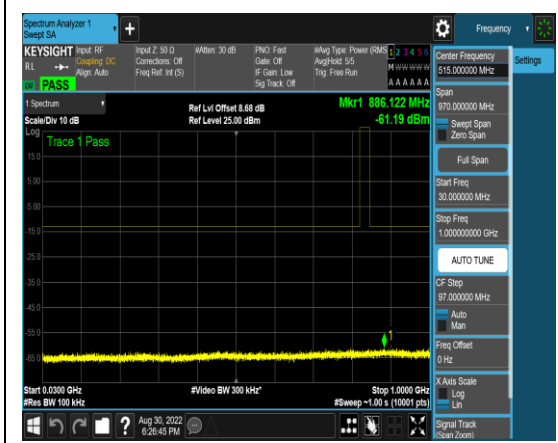 Spectrum Analyzer 1
Swept SA
Frequency
KEYSIGHT
RL
Input: RF
Coupling: DC
Align: Auto
Input Z: 50 Ω
Corrections: Off
Freq Ref: Int (S)
#Atten: 30 dB
PNO: Fast
Gate: Off
IF Gain: Low
Sig Track: Off
#Avg Type: Power (RMS
Avg|Hold: 5/5
Trig: Free Run
1 2 3 4 5 6
M W W W W W
A A A A A A
PASS
1 Spectrum
Scale/Div 10 dB
Ref Lvl Offset 8.68 dB
Ref Level 25.00 dBm
Mkr1 886.122 MHz
-61.19 dBm
Log
Trace 1 Pass
15.0
5.00
-5.00
-15.0
-25.0
-35.0
-45.0
-55.0
-65.0
1
Start 0.0300 GHz
#Res BW 100 kHz
#Video BW 300 kHz*
Stop 1.0000 GHz
#Sweep ~1.00 s (10001 pts)
Aug 30, 2022
6:26:45 PM
Center Frequency
515.000000 MHz
Settings
Span
970.000000 MHz
Swept Span
Zero Span
Full Span
Start Freq
30.000000 MHz
Stop Freq
1.000000000 GHz
AUTO TUNE
CF Step
97.000000 MHz
Auto
Man
Freq Offset
0 Hz
X Axis Scale
Log
Lin
Signal Track
(Span Zoom)